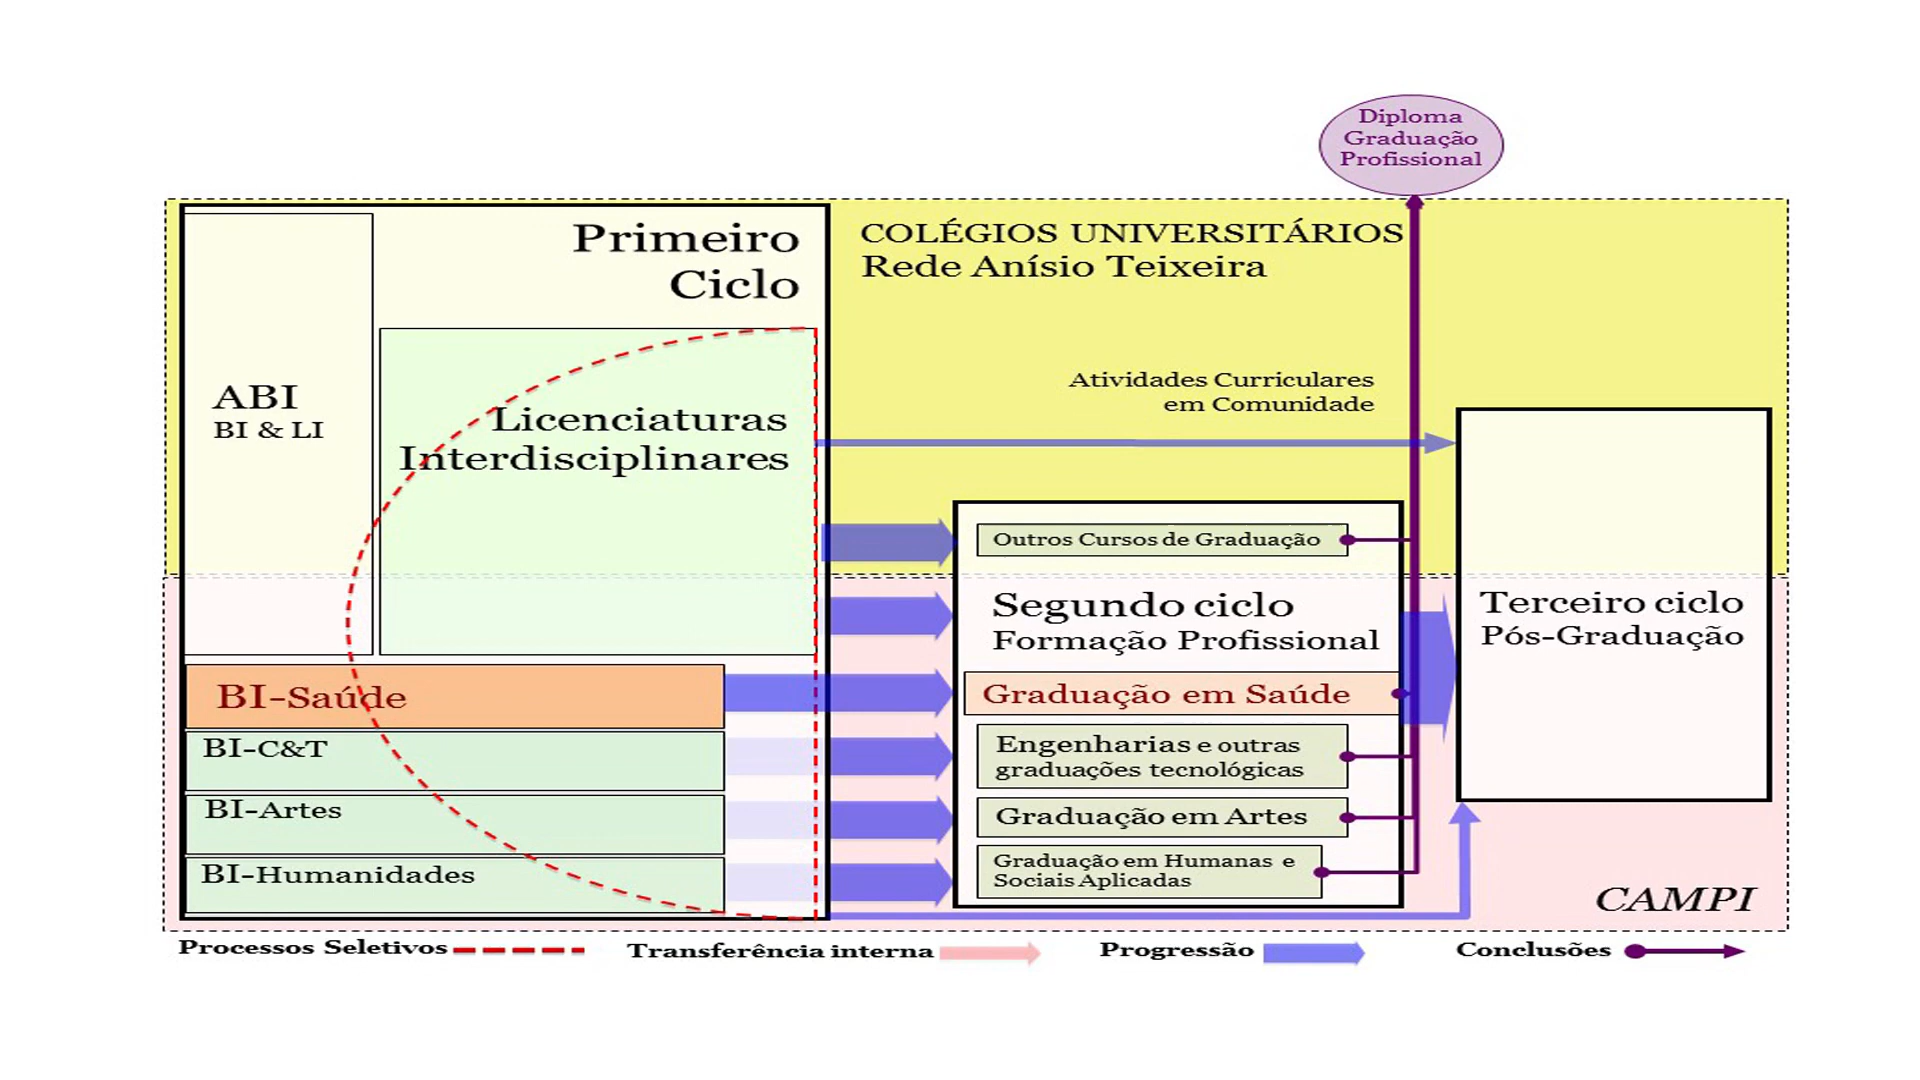 Diploma
Graduação
Profissional
Primeiro
Ciclo
COLÉGIOS UNIVERSITÁRIOS
Rede Anísio Teixeira
ABI
BI & LI
Licenciaturas
Interdisciplinares
Atividades Curriculares
em Comunidade
Outros Cursos de Graduação
Segundo ciclo
Formação Profissional
Terceiro ciclo
Pós-Graduação
BI-Saúde
Graduação em Saúde
BI-C&T
Engenharias e outras
graduações tecnológicas
BI-Artes
Graduação em Artes
BI-Humanidades
Graduação em Humanas e
Sociais Aplicadas
CAMPI
Processos Seletivos
Transferência interna
Progressão
Conclusões